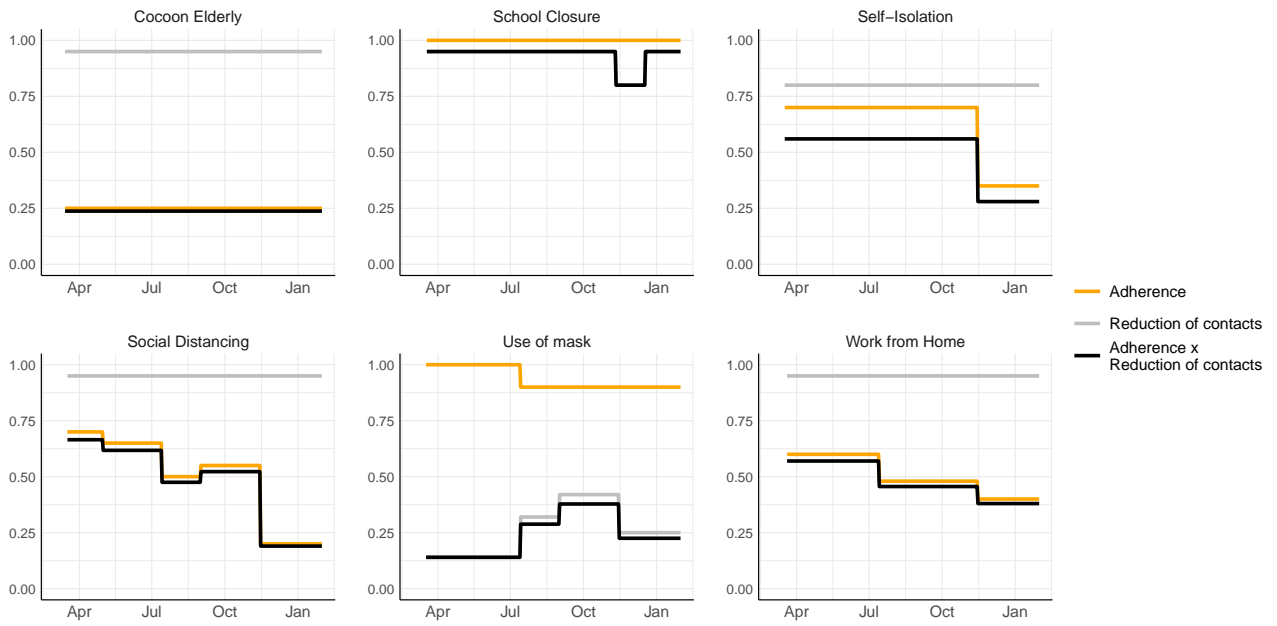 Cocoon Elderly School Closure Self−Isolation
1.00 1.00 1.00
0.75 0.75 0.75
0.50 0.50 0.50
0.25 0.25 0.25
0.00 0.00 0.00
Apr Jul Oct Jan Apr Jul Oct Jan Apr Jul Oct Jan
Social Distancing Use of mask Work from Home
1.00 1.00 1.00
0.75 0.75 0.75
0.50 0.50 0.50
0.25 0.25 0.25
0.00 0.00 0.00
Apr Jul Oct Jan Apr Jul Oct Jan Apr Jul Oct Jan
Adherence
Reduction of contacts
Adherence x
Reduction of contacts